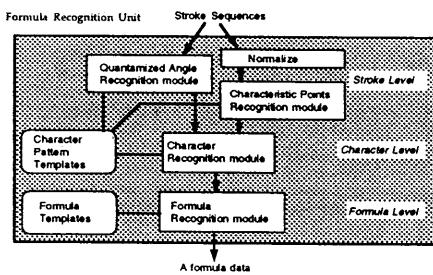 Formula Recognition Unit
Stroke Sequences
Quantamized Angle
Recognition module
Normalize
Stroke Level
Characteristic Points
Recognition module
Character
Pattern
Templates
Character
Recognition module
Character Level
Formula
Templates
Formula
Recognition module
Formula Level
A formula data